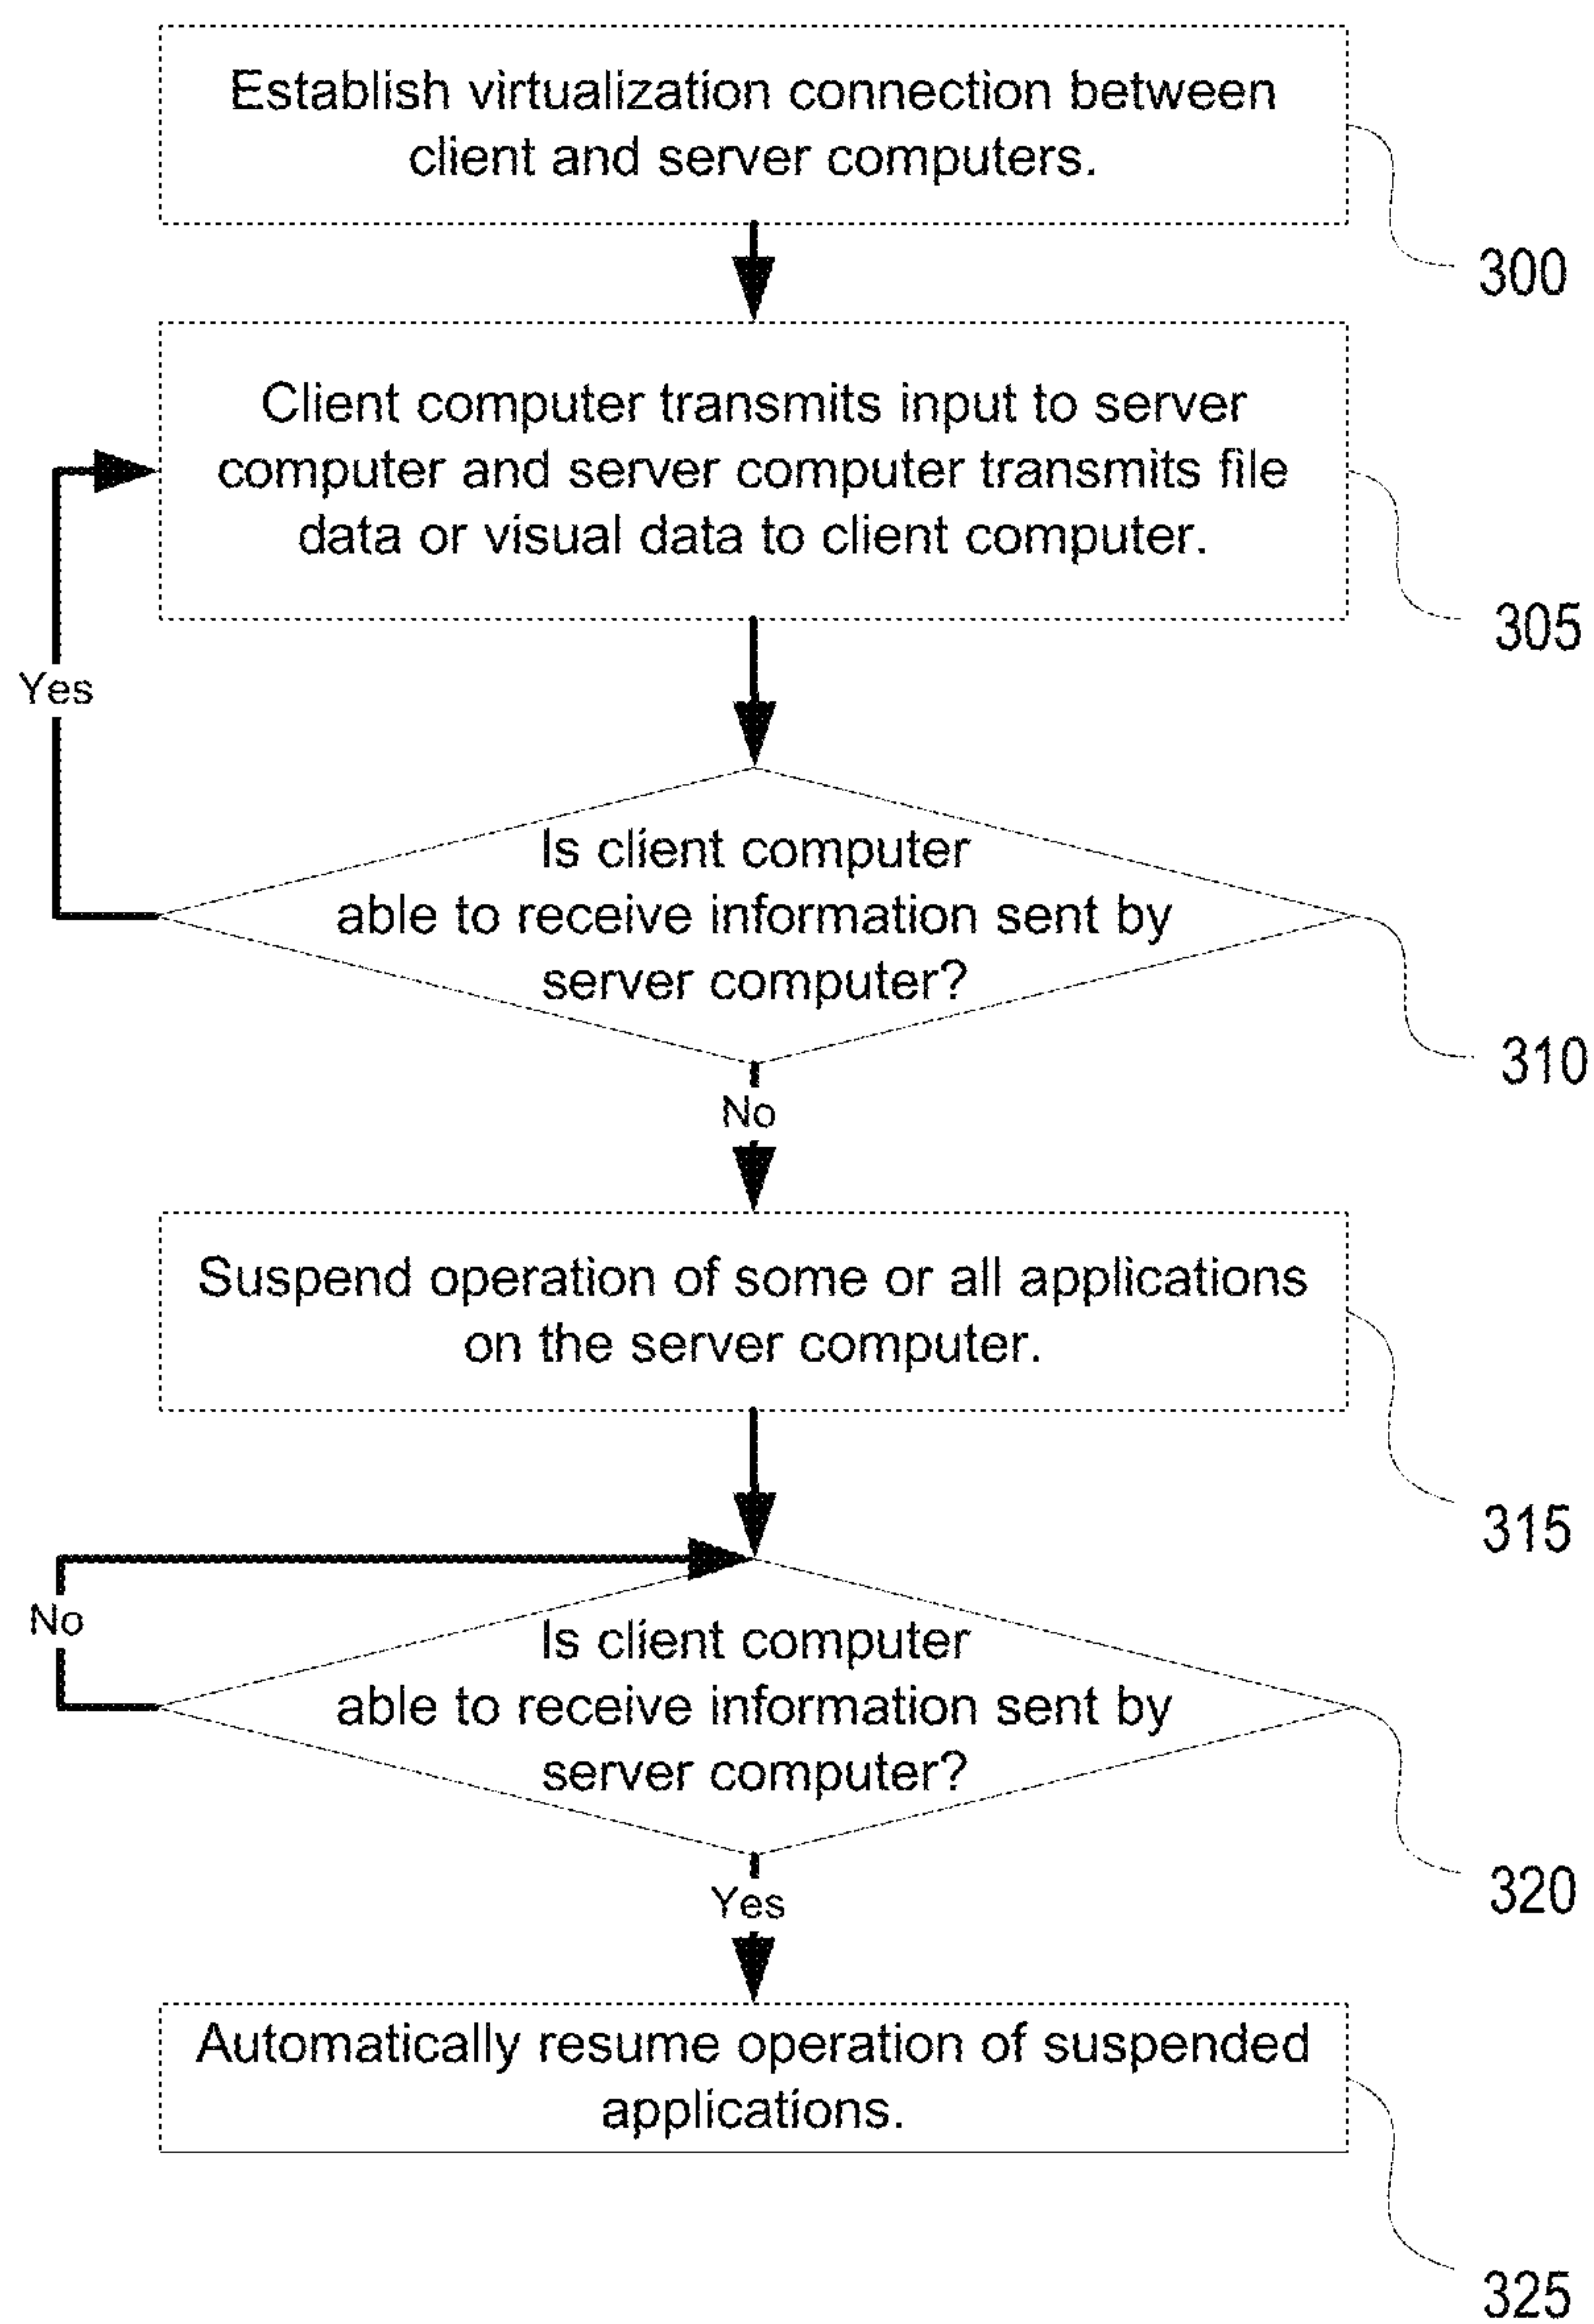 Establish virtualization connection between
client and server computers.
300
Client computer transmits input to server
computer and server computer transmits file
data or visual data to client computer.
305
Yes
Is client computer
able to receive information sent by
server computer?
310
No
Suspend operation of some or all applications
on the server computer.
315
No
Is client computer
able to receive information sent by
server computer?
320
Yes
Automatically resume operation of suspended
applications.
325